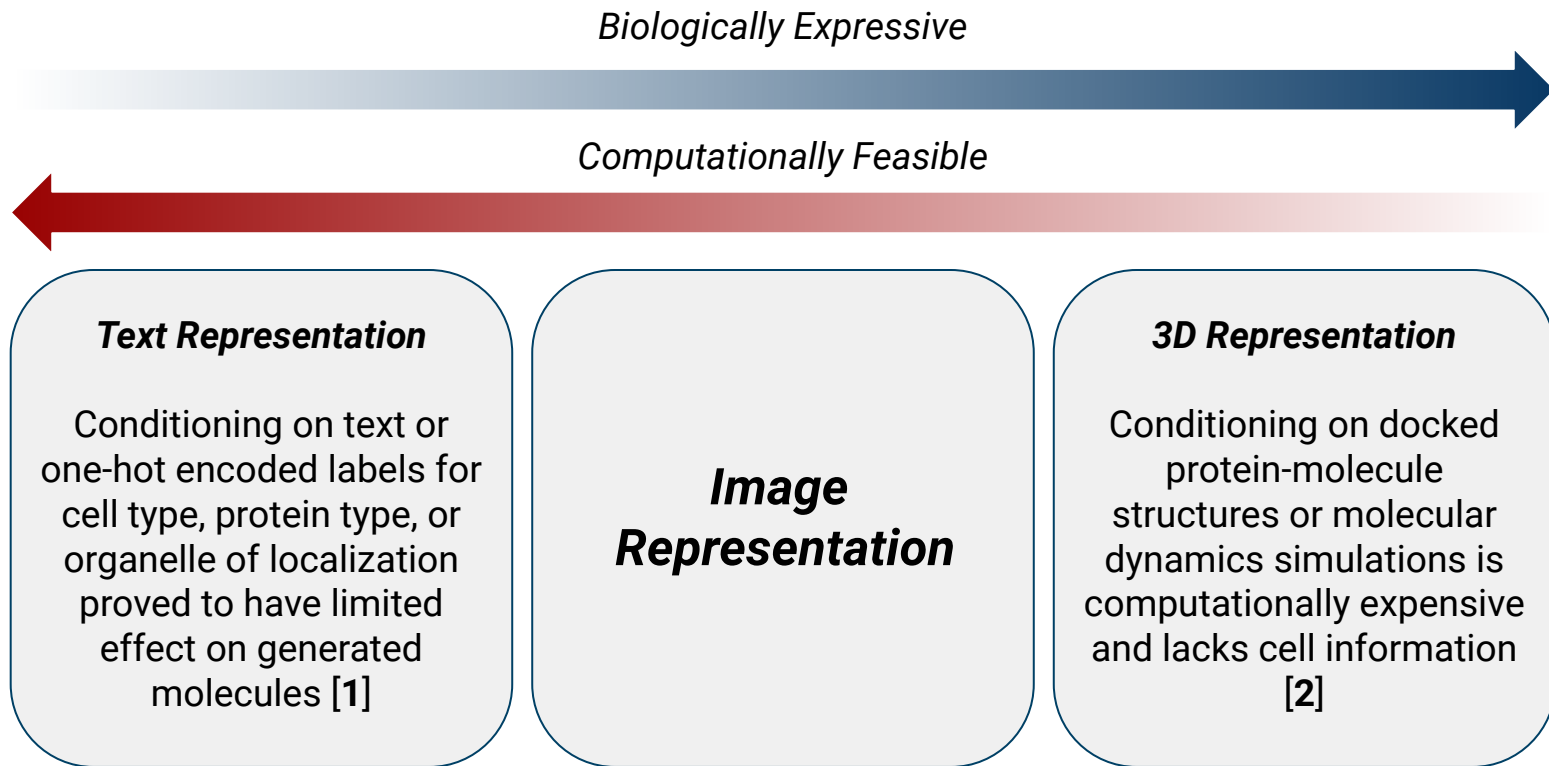 Biologically Expressive
Computationally Feasible
Text Representation
Conditioning on text or
one-hot encoded labels for
cell type, protein type, or
organelle of localization
proved to have limited
effect on generated
molecules [1]
Image
Representation
3D Representation
Conditioning on docked
protein-molecule
structures or molecular
dynamics simulations is
computationally expensive
and lacks cell information
[2]